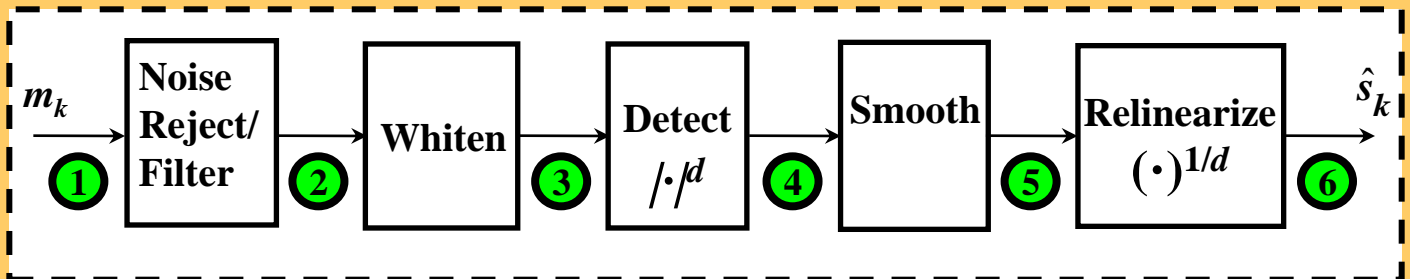 m_k
Noise
Reject/
Filter
Whiten
Detect
|·|^d
Smooth
Relinearize
(·)^{1/d}
ŝ_k
1
2
3
4
5
6